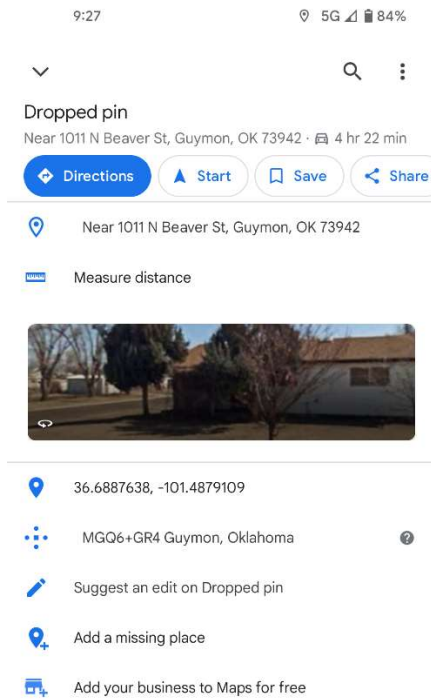 9:27 5G 84%
Dropped pin
Near 1011 N Beaver St, Guymon, OK 73942 · 4 hr 22 min
Directions Start Save Share
Near 1011 N Beaver St, Guymon, OK 73942
Measure distance
36.6887638, -101.4879109
MGQ6+GR4 Guymon, Oklahoma
Suggest an edit on Dropped pin
Add a missing place
Add your business to Maps for free